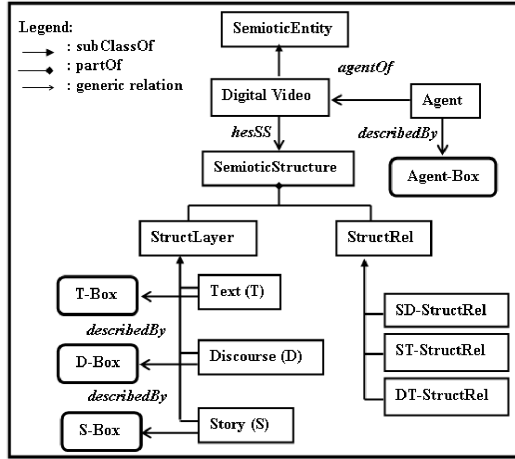 Legend:
: subClassOf
: partOf
: generic relation
SemioticEntity
agentOf
Digital Video
Agent
hesSS
describedBy
SemioticStructure
Agent-Box
StructLayer
StructRel
T-Box
Text (T)
describedBy
SD-StructRel
D-Box
Discourse (D)
ST-StructRel
describedBy
DT-StructRel
S-Box
Story (S)